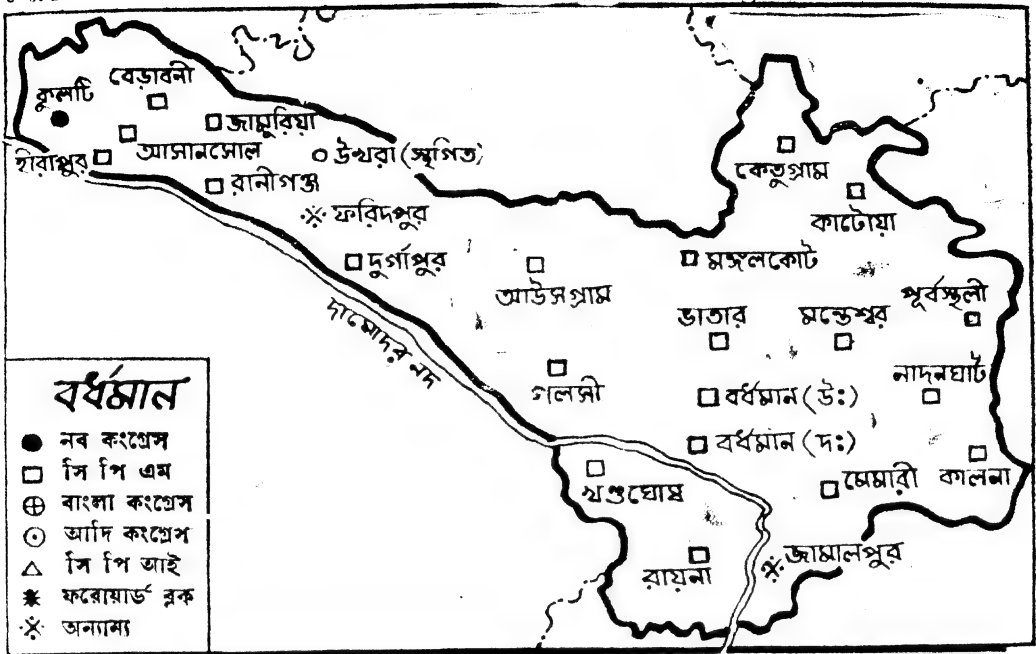 বেড়াবনী
কুলটি
জামুরিয়া
আসানসোল
হীরাপুর
উখরা (স্থগিত)
রানীগঞ্জ
ফরিদপুর
দুর্গাপুর
কেতুগ্রাম
কাটোয়া
মঙ্গলকোট
আউসগ্রাম
ভাতার
মন্তেশ্বর
পূর্বস্থলী
দামোদর নদ
গলসী
নাদনঘাট
বর্ধমান (উঃ)
বর্ধমান (দঃ)
মেমারী
কালনা
খণ্ডঘোষ
রায়না
জামালপুর
বর্ধমান
নব কংগ্রেস
সি পি এম
বাংলা কংগ্রেস
আদি কংগ্রেস
সি পি আই
ফরোয়ার্ড ব্লক
অন্যান্য